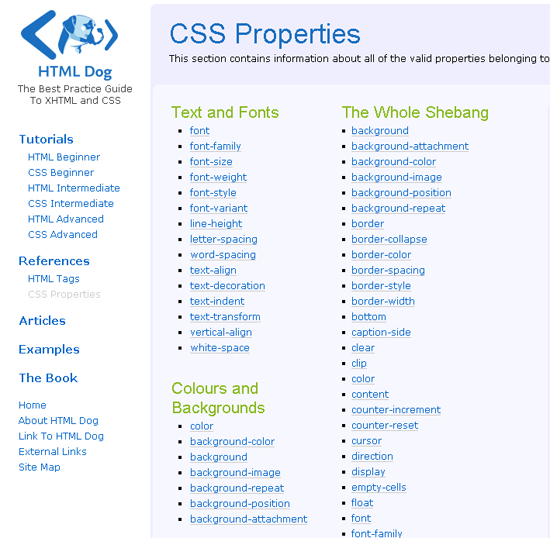 HTML Dog
The Best Practice Guide
To XHTML and CSS
Tutorials
HTML Beginner
CSS Beginner
HTML Intermediate
CSS Intermediate
HTML Advanced
CSS Advanced
References
HTML Tags
CSS Properties
Articles
Examples
The Book
Home
About HTML Dog
Link To HTML Dog
External Links
Site Map
CSS Properties
This section contains information about all of the valid properties belonging to
Text and Fonts
font
font-family
font-size
font-weight
font-style
font-variant
line-height
letter-spacing
word-spacing
text-align
text-decoration
text-indent
text-transform
vertical-align
white-space
Colours and
Backgrounds
color
background-color
background
background-image
background-repeat
background-position
background-attachment
The Whole Shebang
background
background-attachment
background-color
background-image
background-position
background-repeat
border
border-collapse
border-color
border-spacing
border-style
border-width
bottom
caption-side
clear
clip
color
content
counter-increment
counter-reset
cursor
direction
display
empty-cells
float
font
font-family